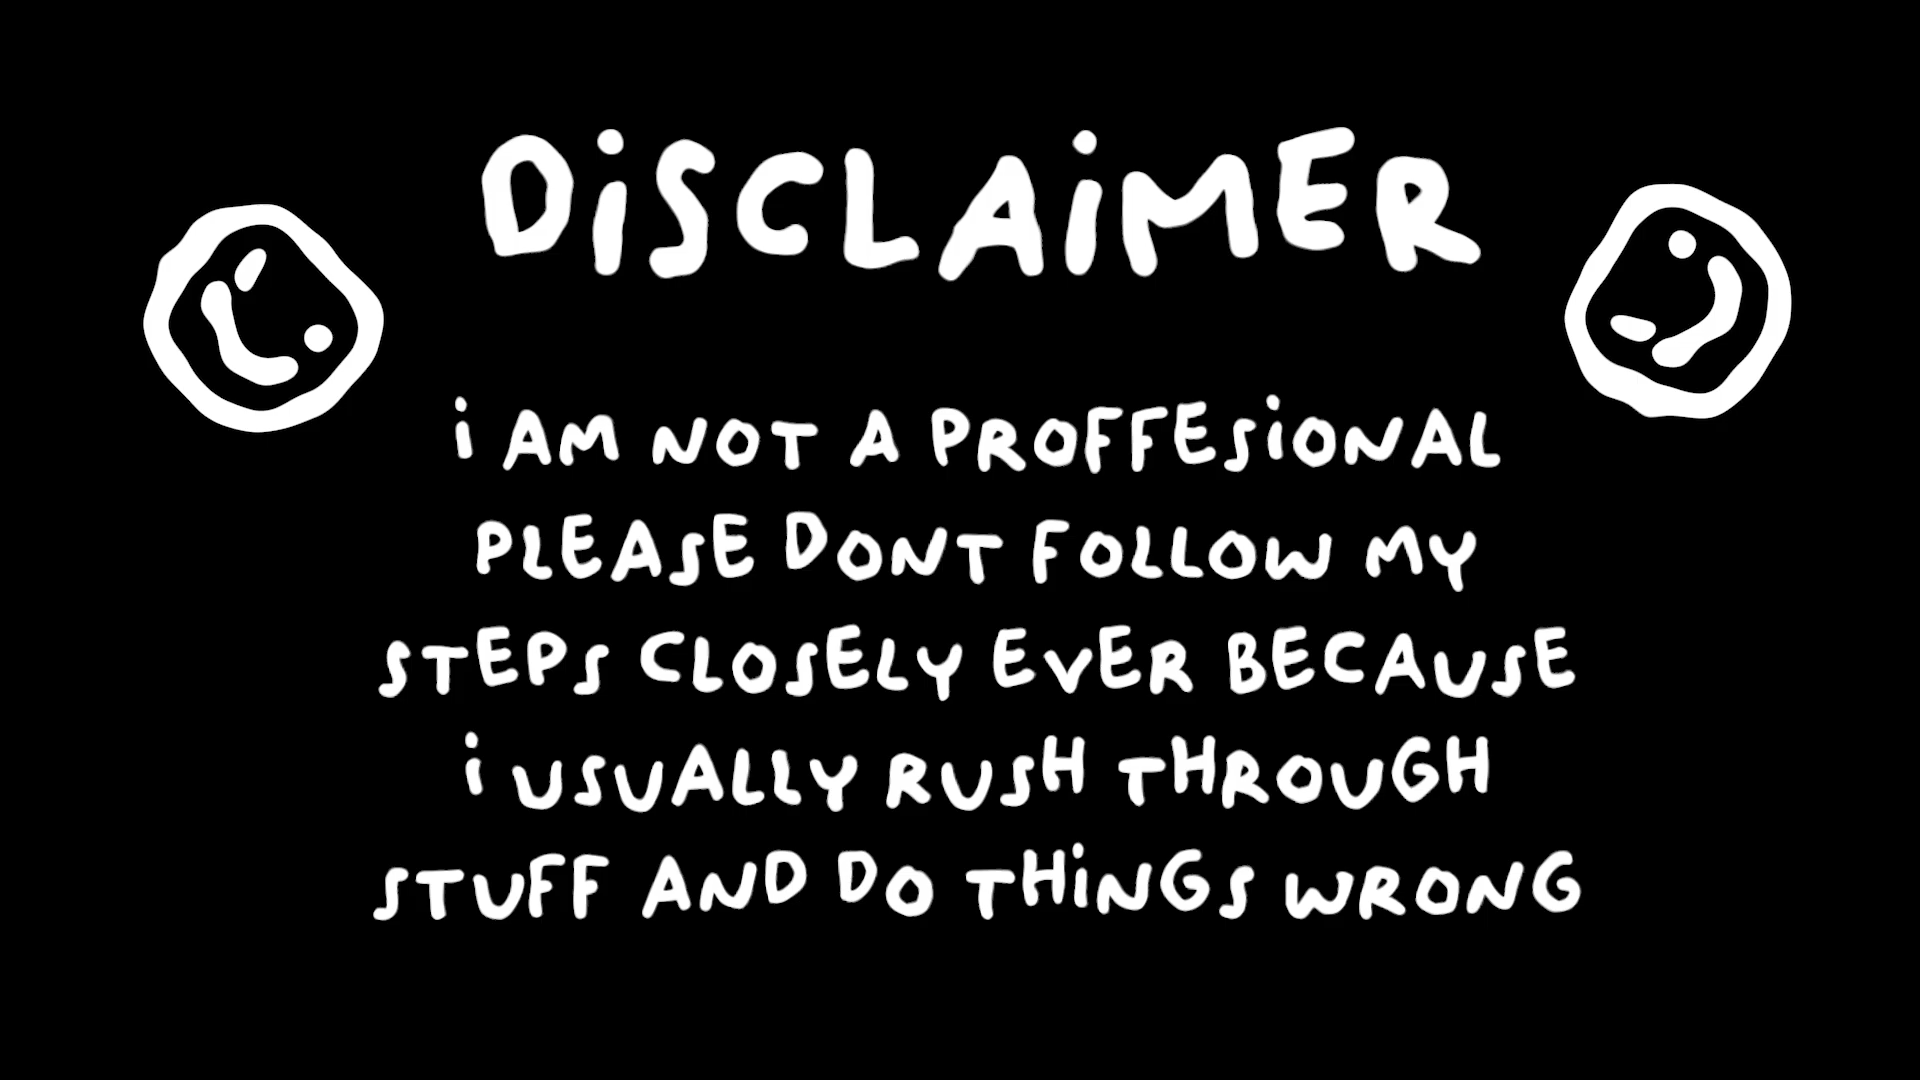 DiSCLAiMER
i AM NOT A PROFFESiONAL
PLEASE DONT FOLLOW MY
STEPS CLOSELY EVER BECAUSE
i USUALLY RUSH THROUGH
STUFF AND DO THiNGS WRONG